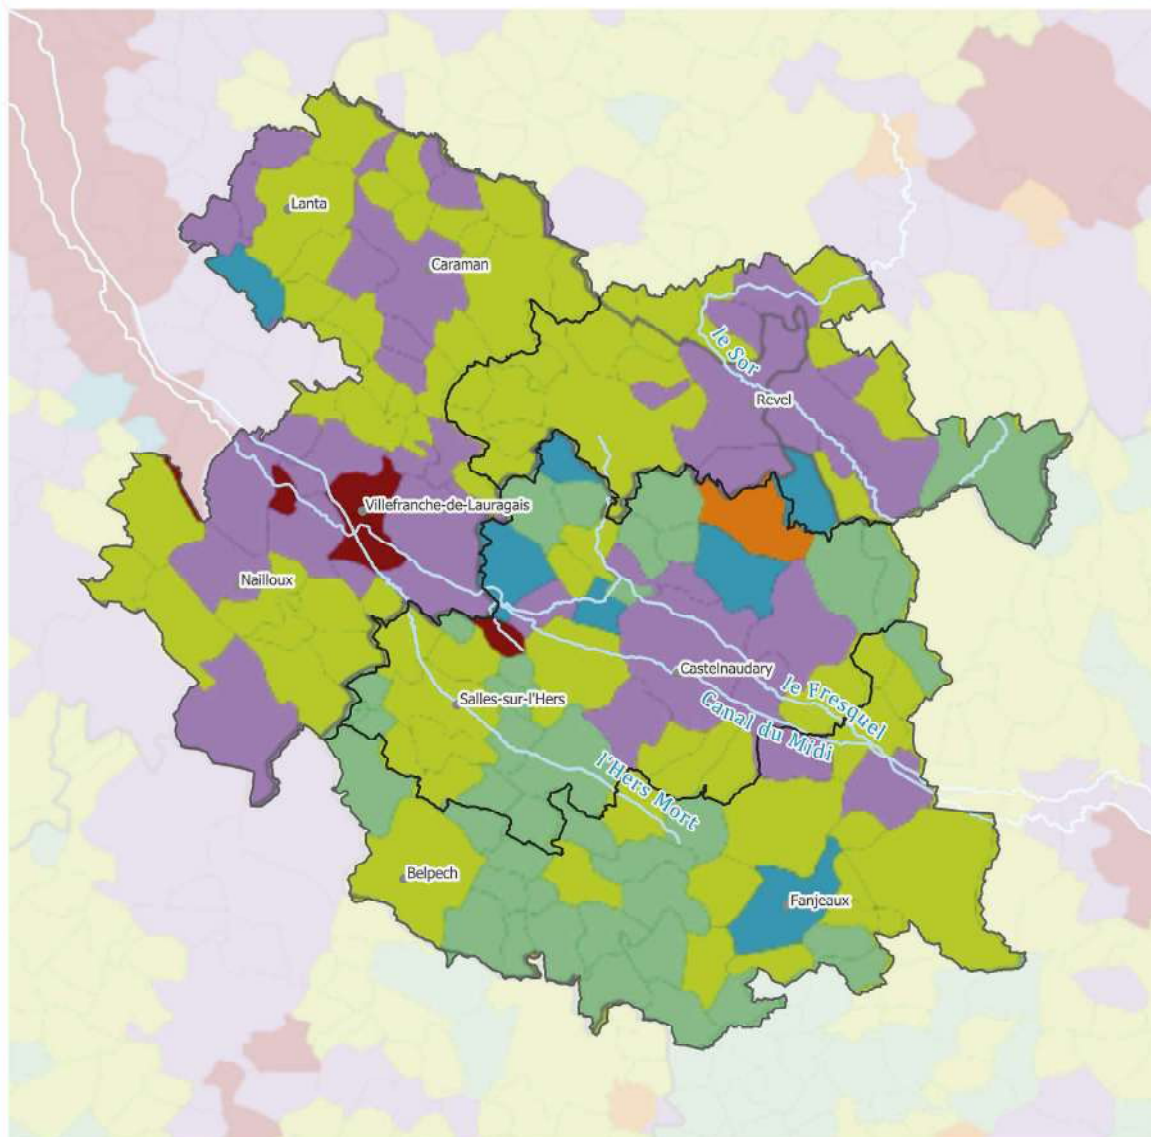 Lanta
Caraman
le Sor
Revel
Villefranche-de-Lauragais
Nailloux
Castelnaudary
le Fresquel
Salles-sur-l'Hers
Canal du Midi
l'Hers Mort
Belpech
Fanjeaux